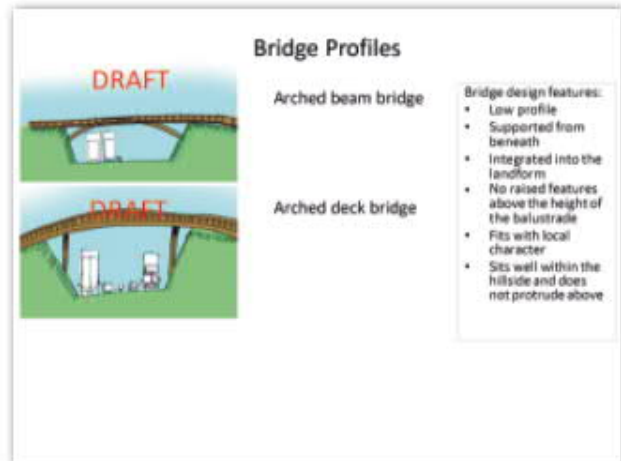 Bridge Profiles
DRAFT
Arched beam bridge
DRAFT
Arched deck bridge
Bridge design features:
• Low profile
• Supported from
beneath
• Integrated into the
landform
• No raised features
above the height of
the balustrade
• Fits with local
character
• Sits well within the
hillside and does
not protrude above